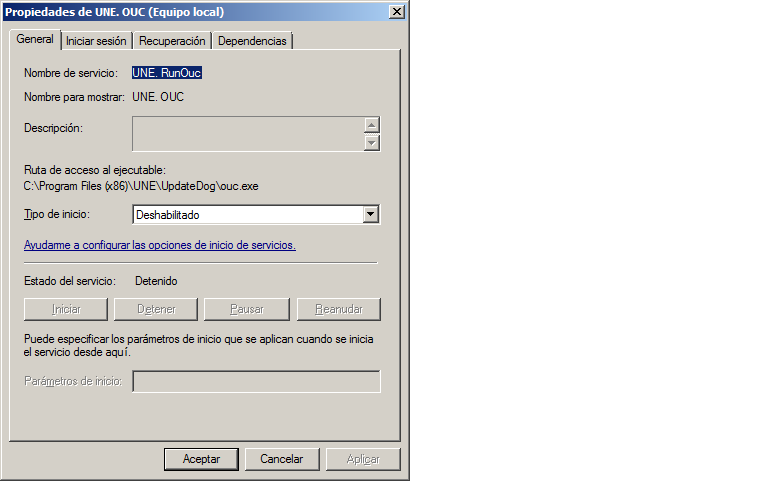 Propiedades de UNE. OUC (Equipo local)
General
Iniciar sesión
Recuperación
Dependencias
Nombre de servicio: UNE. RunOuc
Nombre para mostrar: UNE. OUC
Descripción:
Ruta de acceso al ejecutable:
C:\Program Files (x86)\UNE\UpdateDog\ouc.exe
Tipo de inicio: Deshabilitado
Ayudarme a configurar las opciones de inicio de servicios.
Estado del servicio: Detenido
Iniciar
Detener
Pausar
Reanudar
Puede especificar los parámetros de inicio que se aplican cuando se inicia
el servicio desde aquí.
Parámetros de inicio:
Aceptar
Cancelar
Aplicar